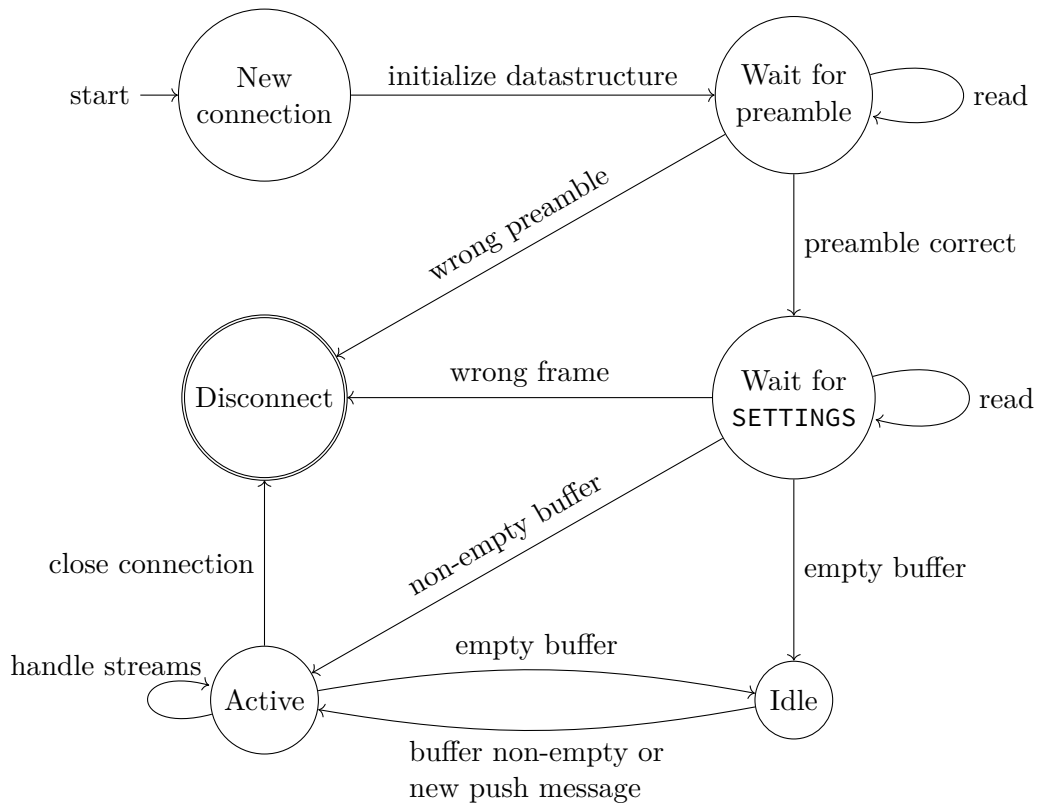 New
connection
start
initialize datastructure
Wait for
preamble
read
wrong preamble
preamble correct
Disconnect
wrong frame
Wait for
SETTINGS
read
non-empty buffer
close connection
empty buffer
handle streams
Active
empty buffer
Idle
buffer non-empty or
new push message